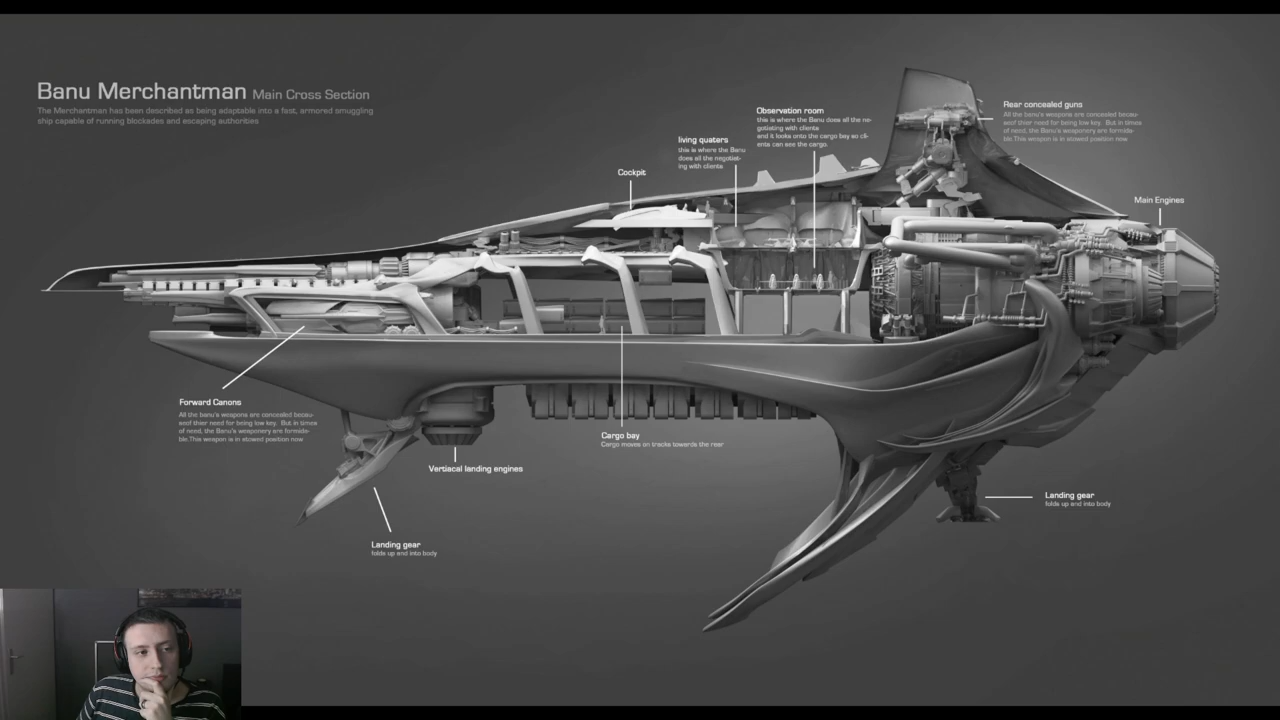 Banu Merchantman Main Cross Section
The Merchantman has been described as being adaptable into a fast, armored smuggling
ship capable of running blockades and escaping authorities
Observation room
this is where the Banu does all the ne-
gotiating with clients
and it looks onto the cargo bay so cli-
ents can see the cargo.
Rear concealed guns
All the banu's weapons are concealed becau-
seof thier need for being low key. But in times
of need, the Banu's weaponery are formide-
ble.This weapon is in stowed position now
living quaters
this is where the Banu
does all the negotiat-
ing with clients
Cockpit
Main Engines
Forward Canons
All the banu's weapons are concealed becau-
seof thier need for being low key. But in times
of need, the Banu's weaponery are formide-
ble.This weapon is in stowed position now
Cargo bay
Cargo moves on tracks towards the rear
Vertiacal landing engines
Landing gear
folds up and into body
Landing gear
folds up and into body